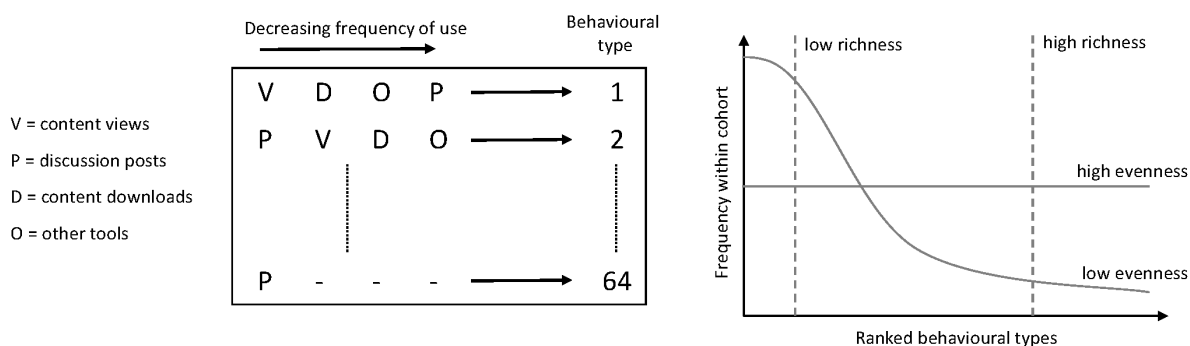 Decreasing frequency of use
Behavioural
type
V D O P 1
P V D O 2
P - - - 64
V = content views
P = discussion posts
D = content downloads
O = other tools
low richness
high richness
high evenness
low evenness
Frequency within cohort
Ranked behavioural types